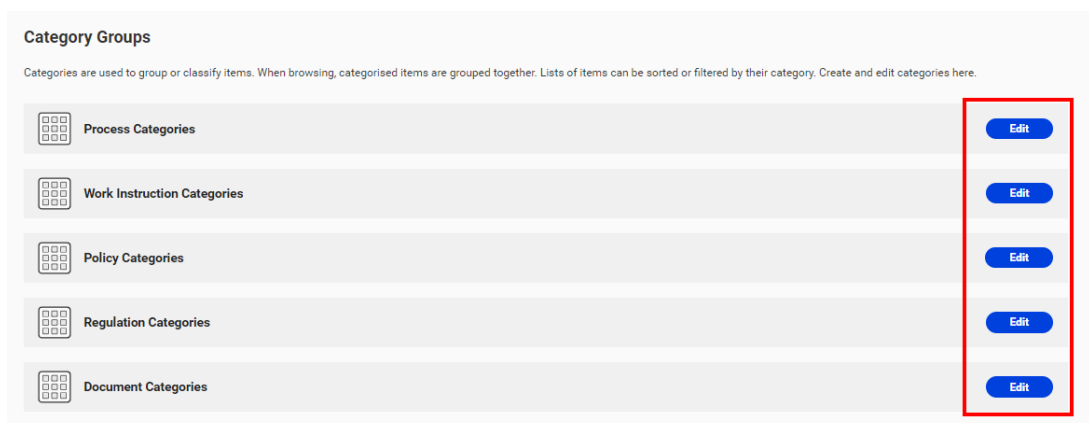 Category Groups
Categories are used to group or classify items. When browsing, categorised items are grouped together. Lists of items can be sorted or filtered by their category. Create and edit categories here.
Process Categories
Edit
Work Instruction Categories
Edit
Policy Categories
Edit
Regulation Categories
Edit
Document Categories
Edit